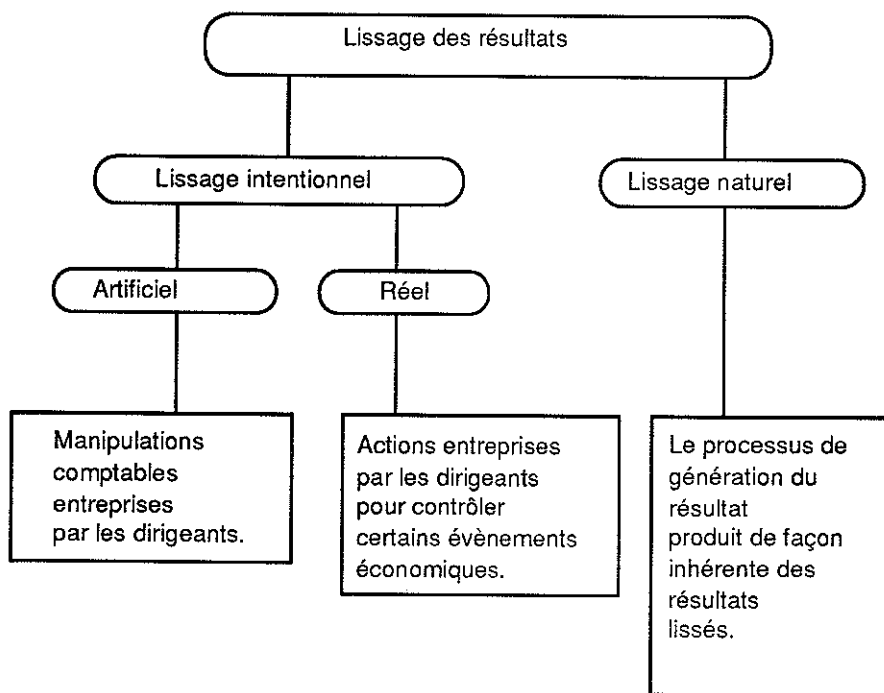 Lissage des résultats
Lissage intentionnel
Lissage naturel
Artificiel
Réel
Manipulations
comptables
entreprises
par les dirigeants.
Actions entreprises
par les dirigeants
pour contrôler
certains évènements
économiques.
Le processus de
génération du
résultat
produit de façon
inhérente des
résultats
lissés.